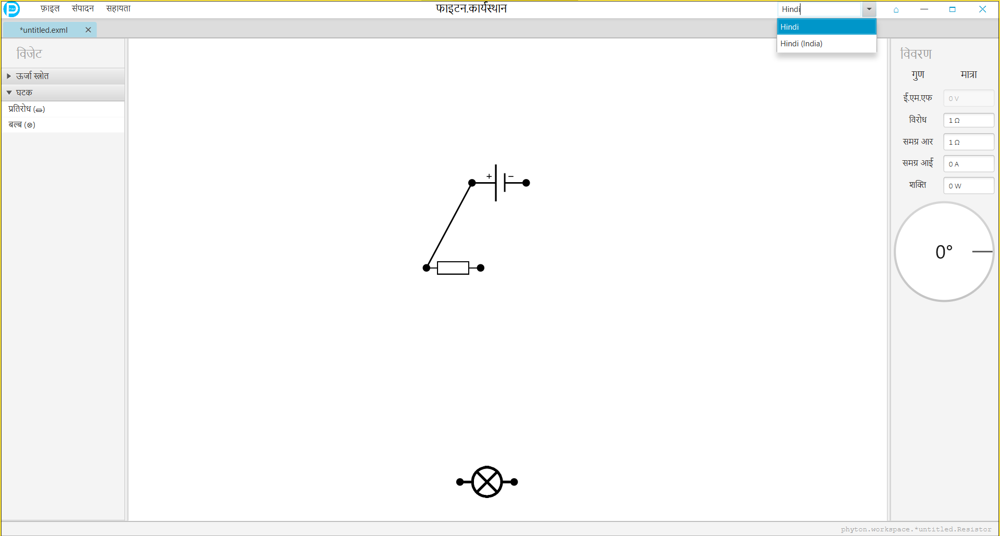 फ़ाइल संपादन सहायता फाइटन.कार्यस्थान Hindi
*untitled.exml
Hindi
Hindi (India)
विजेट
ऊर्जा स्त्रोत
घटक
प्रतिरोध ()
बल्ब (⊗)
+ −
विवरण
गुण मात्रा
ई.एम.एफ 0 V
विरोध 1 Ω
समग्र आर 1 Ω
समग्र आई 0 A
शक्ति 0 W
0°
phyton.workspace.*untitled.Resistor